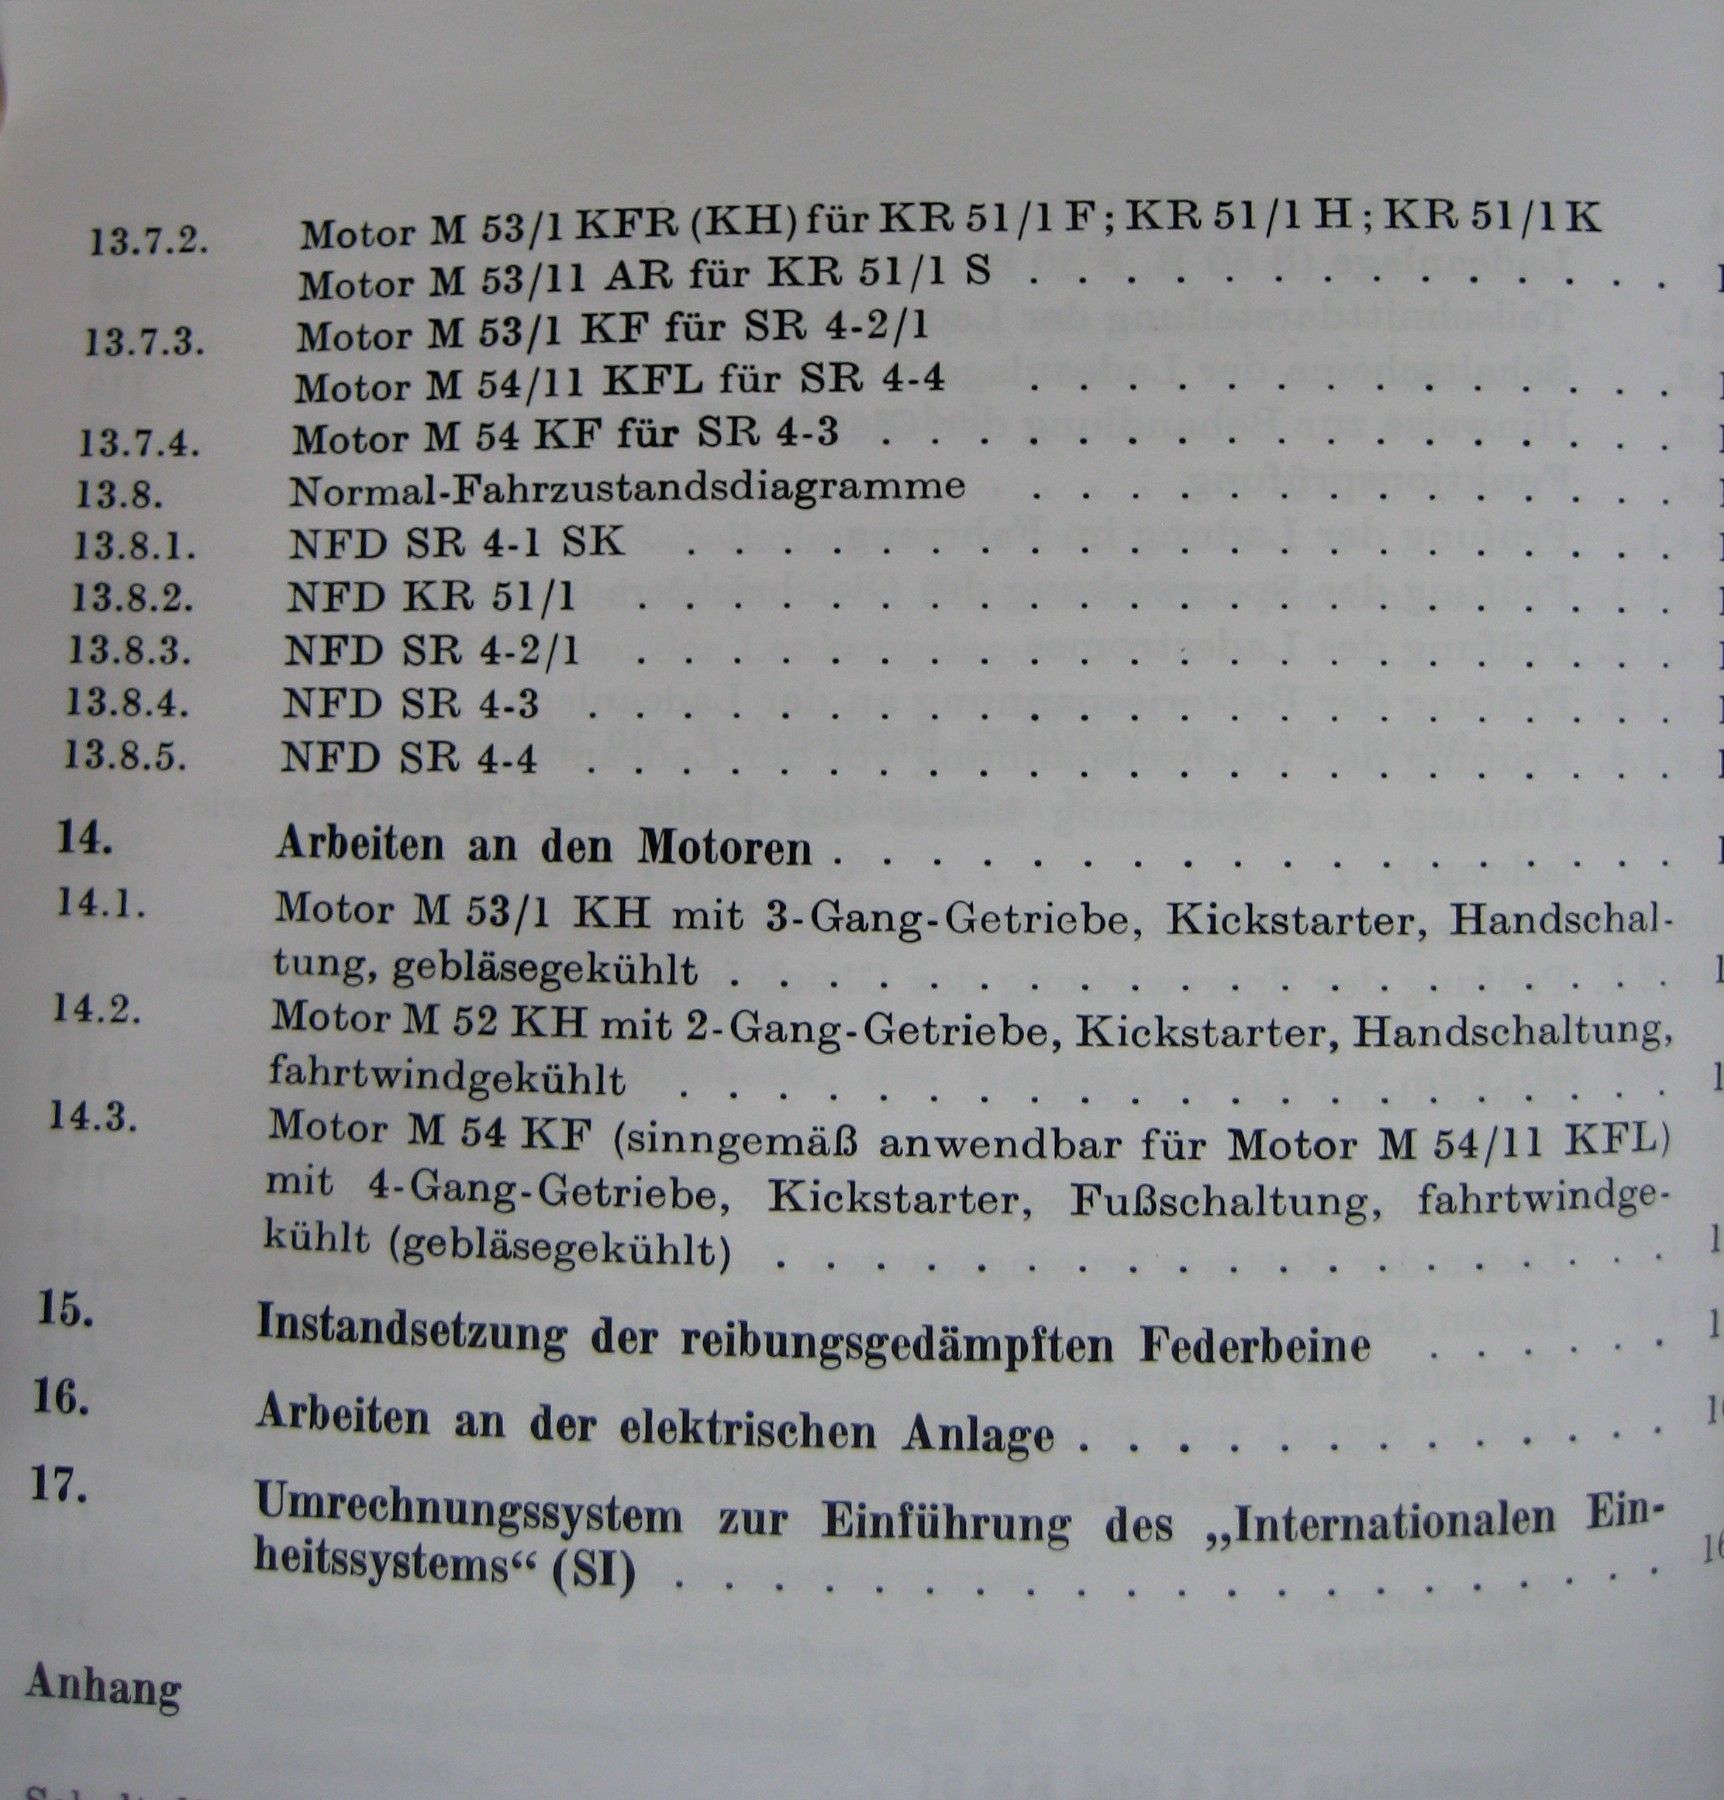 13.7.2. Motor M 53/1 KFR (KH) für KR 51/1 F; KR 51/1 H; KR 51/1 K
Motor M 53/11 AR für KR 51/1 S . . . . . . . . . . . . . .
13.7.3. Motor M 53/1 KF für SR 4-2/1
Motor M 54/11 KFL für SR 4-4 . . . . . . . . . . . . . .
13.7.4. Motor M 54 KF für SR 4-3 . . . . . . . . . . . . . . . . .
13.8. Normal-Fahrzustandsdiagramme . . . . . . . . . . . . . .
13.8.1. NFD SR 4-1 SK . . . . . . . . . . . . . . . . . . . . .
13.8.2. NFD KR 51/1 . . . . . . . . . . . . . . . . . . . . . .
13.8.3. NFD SR 4-2/1 . . . . . . . . . . . . . . . . . . . . . .
13.8.4. NFD SR 4-3 . . . . . . . . . . . . . . . . . . . . . . .
13.8.5. NFD SR 4-4 . . . . . . . . . . . . . . . . . . . . . . .
14. Arbeiten an den Motoren . . . . . . . . . . . . . . . . . .
14.1. Motor M 53/1 KH mit 3-Gang-Getriebe, Kickstarter, Handschal-
tung, gebläsegekühlt . . . . . . . . . . . . . . . . . . . .
14.2. Motor M 52 KH mit 2-Gang-Getriebe, Kickstarter, Handschaltung,
fahrtwindgekühlt . . . . . . . . . . . . . . . . . . . . .
14.3. Motor M 54 KF (sinngemäß anwendbar für Motor M 54/11 KFL)
mit 4-Gang-Getriebe, Kickstarter, Fußschaltung, fahrtwindge-
kühlt (gebläsegekühlt) . . . . . . . . . . . . . . . . . . .
15. Instandsetzung der reibungsgedämpften Federbeine . . . . . .
16. Arbeiten an der elektrischen Anlage . . . . . . . . . . . . .
17. Umrechnungssystem zur Einführung des „Internationalen Ein-
heitssystems“ (SI) . . . . . . . . . . . . . . . . . . . . .
Anhang